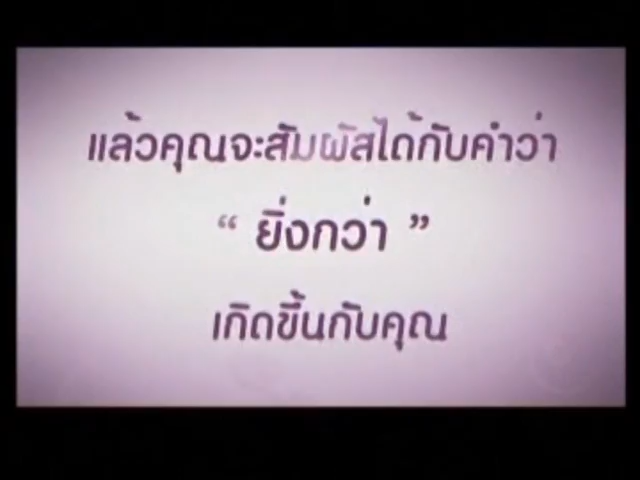 แล้วคุณจะสัมผัสได้กับคำว่า
“ ยิ่งกว่า ”
เกิดขึ้นกับคุณ